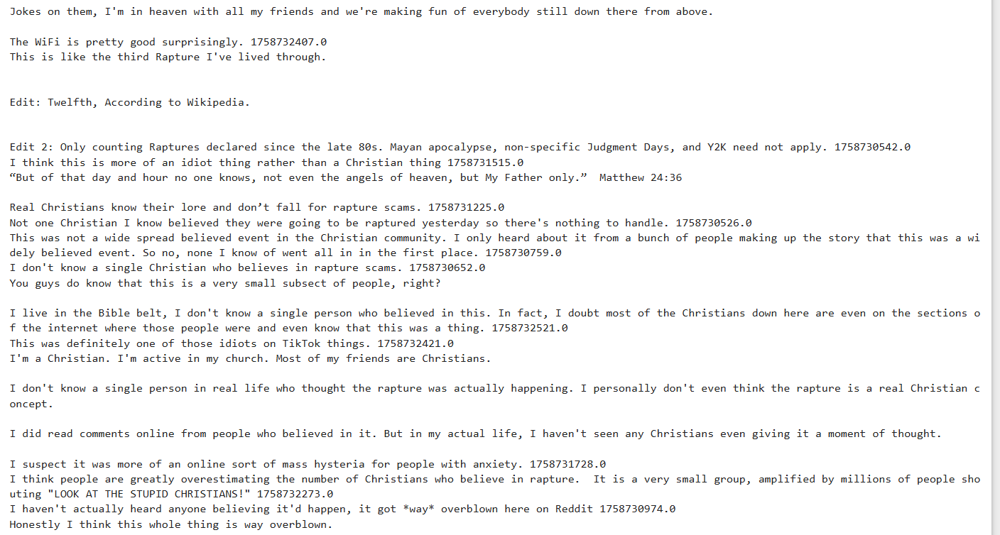 Jokes on them, I'm in heaven with all my friends and we're making fun of everybody still down there from above.
The WiFi is pretty good surprisingly. 1758732407.0
This is like the third Rapture I've lived through.
Edit: Twelfth, According to Wikipedia.
Edit 2: Only counting Raptures declared since the late 80s. Mayan apocalypse, non-specific Judgment Days, and Y2K need not apply. 1758730542.0
I think this is more of an idiot thing rather than a Christian thing 1758731515.0
“But of that day and hour no one knows, not even the angels of heaven, but My Father only.”  Matthew 24:36
Real Christians know their lore and don’t fall for rapture scams. 1758731225.0
Not one Christian I know believed they were going to be raptured yesterday so there's nothing to handle. 1758730526.0
This was not a wide spread believed event in the Christian community. I only heard about it from a bunch of people making up the story that this was a wi
dely believed event. So no, none I know of went all in in the first place. 1758730759.0
I don't know a single Christian who believes in rapture scams. 1758730652.0
You guys do know that this is a very small subsect of people, right?
I live in the Bible belt, I don't know a single person who believed in this. In fact, I doubt most of the Christians down here are even on the sections o
f the internet where those people were and even know that this was a thing. 1758732521.0
This was definitely one of those idiots on TikTok things. 1758732421.0
I'm a Christian. I'm active in my church. Most of my friends are Christians.
I don't know a single person in real life who thought the rapture was actually happening. I personally don't even think the rapture is a real Christian c
oncept.
I did read comments online from people who believed in it. But in my actual life, I haven't seen any Christians even giving it a moment of thought.
I suspect it was more of an online sort of mass hysteria for people with anxiety. 1758731728.0
I think people are greatly overestimating the number of Christians who believe in rapture.  It is a very small group, amplified by millions of people sho
uting "LOOK AT THE STUPID CHRISTIANS!" 1758732273.0
I haven't actually heard anyone believing it'd happen, it got *way* overblown here on Reddit 1758730974.0
Honestly I think this whole thing is way overblown.